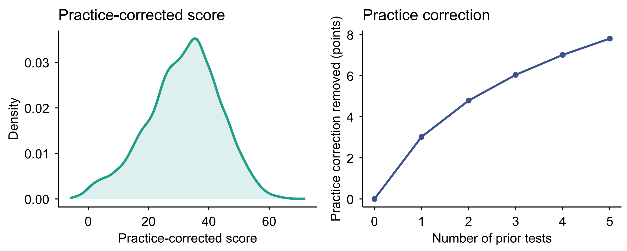 Practice-corrected score
Density
0.03
0.02
0.01
0.00
0 20 40 60
Practice-corrected score
Practice correction
Practice correction removed (points)
8
6
4
2
0
0 1 2 3 4 5
Number of prior tests